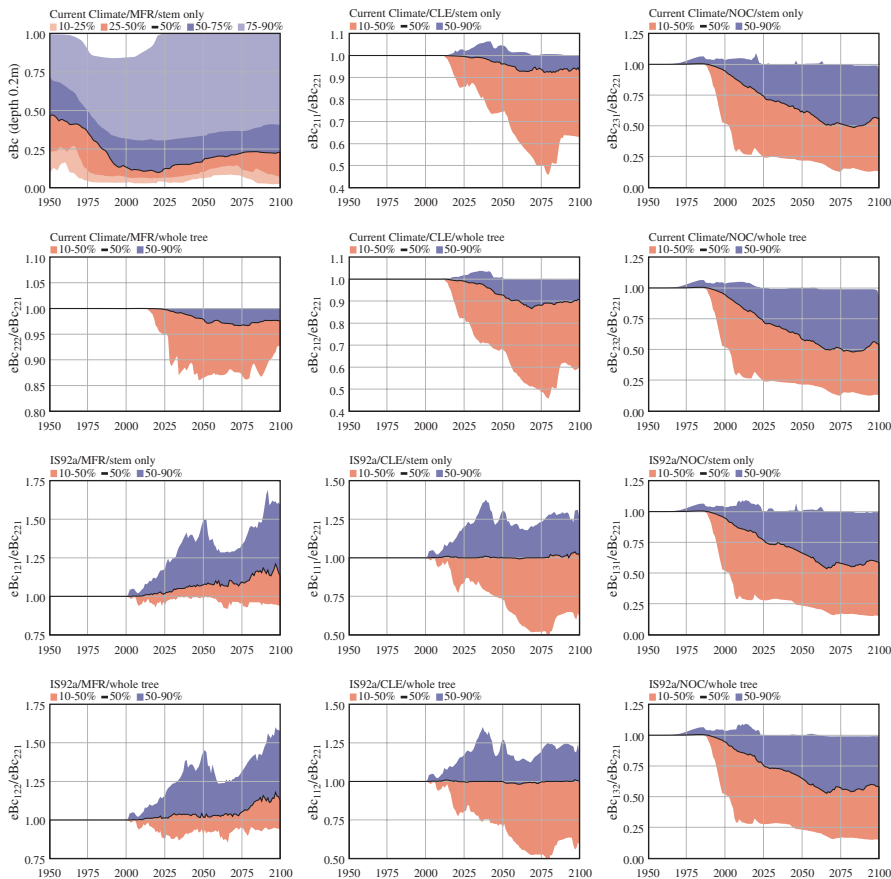 Current Climate/MFR/stem only
10-25% 25-50% 50% 50-75% 75-90%
eBc (depth 0.2m)
1.00
0.75
0.50
0.25
0.00
1950 1975 2000 2025 2050 2075 2100
Current Climate/CLE/stem only
10-50% 50% 50-90%
eBc211/eBc221
1.1
1.0
0.9
0.8
0.7
0.6
0.5
0.4
1950 1975 2000 2025 2050 2075 2100
Current Climate/NOC/stem only
10-50% 50% 50-90%
eBc231/eBc221
1.25
1.00
0.75
0.50
0.25
0.00
1950 1975 2000 2025 2050 2075 2100
Current Climate/MFR/whole tree
10-50% 50% 50-90%
eBc222/eBc221
1.10
1.05
1.00
0.95
0.90
0.85
0.80
1950 1975 2000 2025 2050 2075 2100
Current Climate/CLE/whole tree
10-50% 50% 50-90%
eBc212/eBc221
1.1
1.0
0.9
0.8
0.7
0.6
0.5
0.4
1950 1975 2000 2025 2050 2075 2100
Current Climate/NOC/whole tree
10-50% 50% 50-90%
eBc232/eBc221
1.25
1.00
0.75
0.50
0.25
0.00
1950 1975 2000 2025 2050 2075 2100
IS92a/MFR/stem only
10-50% 50% 50-90%
eBc121/eBc221
1.75
1.50
1.25
1.00
0.75
1950 1975 2000 2025 2050 2075 2100
IS92a/CLE/stem only
10-50% 50% 50-90%
eBc111/eBc221
1.50
1.25
1.00
0.75
0.50
1950 1975 2000 2025 2050 2075 2100
IS92a/NOC/stem only
10-50% 50% 50-90%
eBc131/eBc221
1.25
1.00
0.75
0.50
0.25
0.00
1950 1975 2000 2025 2050 2075 2100
IS92a/MFR/whole tree
10-50% 50% 50-90%
eBc122/eBc221
1.75
1.50
1.25
1.00
0.75
1950 1975 2000 2025 2050 2075 2100
IS92a/CLE/whole tree
10-50% 50% 50-90%
eBc112/eBc221
1.50
1.25
1.00
0.75
0.50
1950 1975 2000 2025 2050 2075 2100
IS92a/NOC/whole tree
10-50% 50% 50-90%
eBc132/eBc221
1.25
1.00
0.75
0.50
0.25
0.00
1950 1975 2000 2025 2050 2075 2100